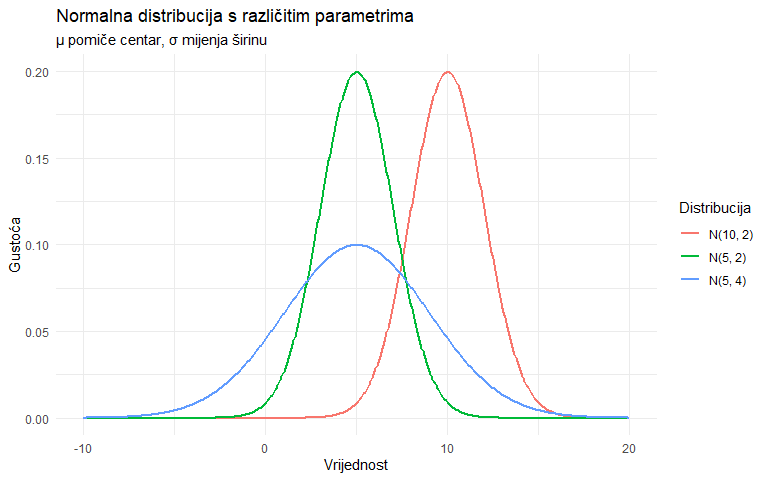 Normalna distribucija s različitim parametrima
μ pomiče centar, σ mijenja širinu
Gustoća
0.20
0.15
0.10
0.05
0.00
-10
0
10
20
Vrijednost
Distribucija
N(10, 2)
N(5, 2)
N(5, 4)